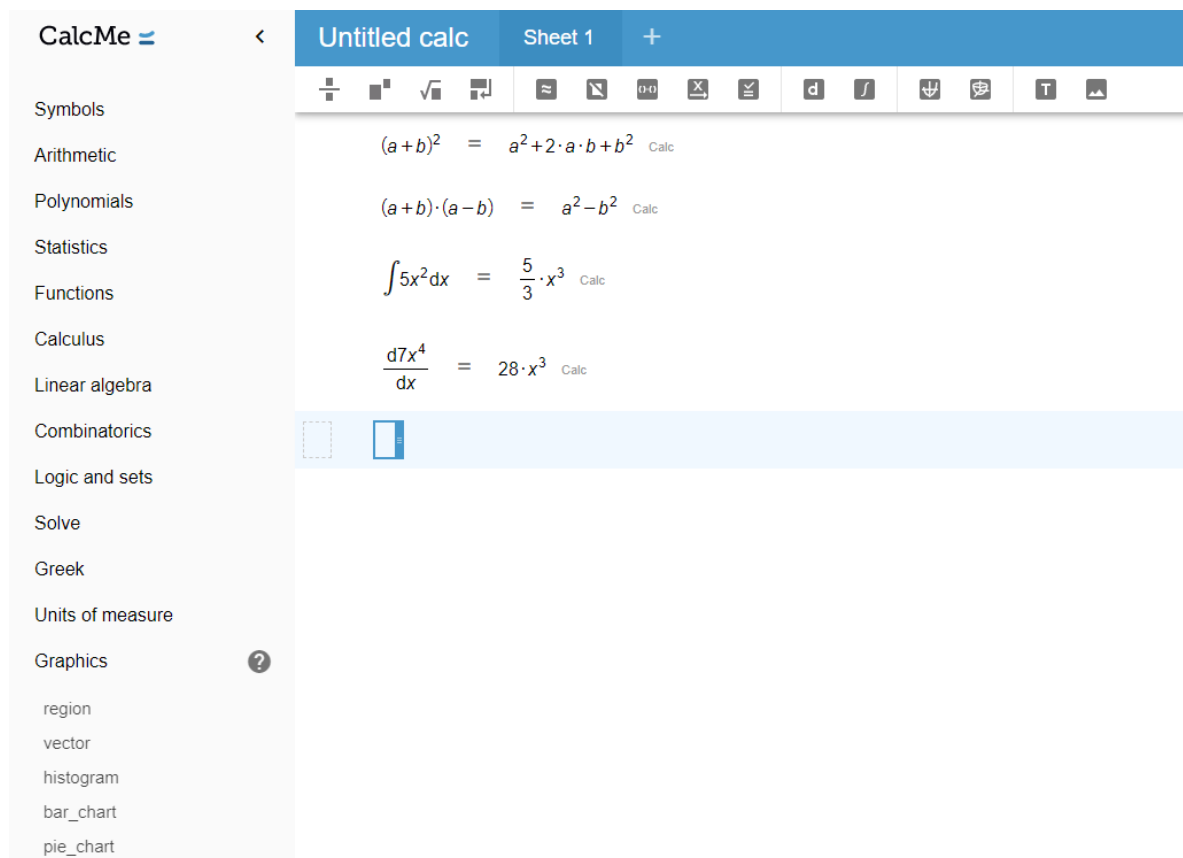 CalcMe
Untitled calc
Sheet 1
+
Symbols
Arithmetic
Polynomials
Statistics
Functions
Calculus
Linear algebra
Combinatorics
Logic and sets
Solve
Greek
Units of measure
Graphics
region
vector
histogram
bar_chart
pie_chart
d ∫ T
(a+b)² = a²+2·a·b+b² Calc
(a+b)·(a−b) = a²−b² Calc
∫5x²dx = 5/3·x³ Calc
d7x⁴/dx = 28·x³ Calc